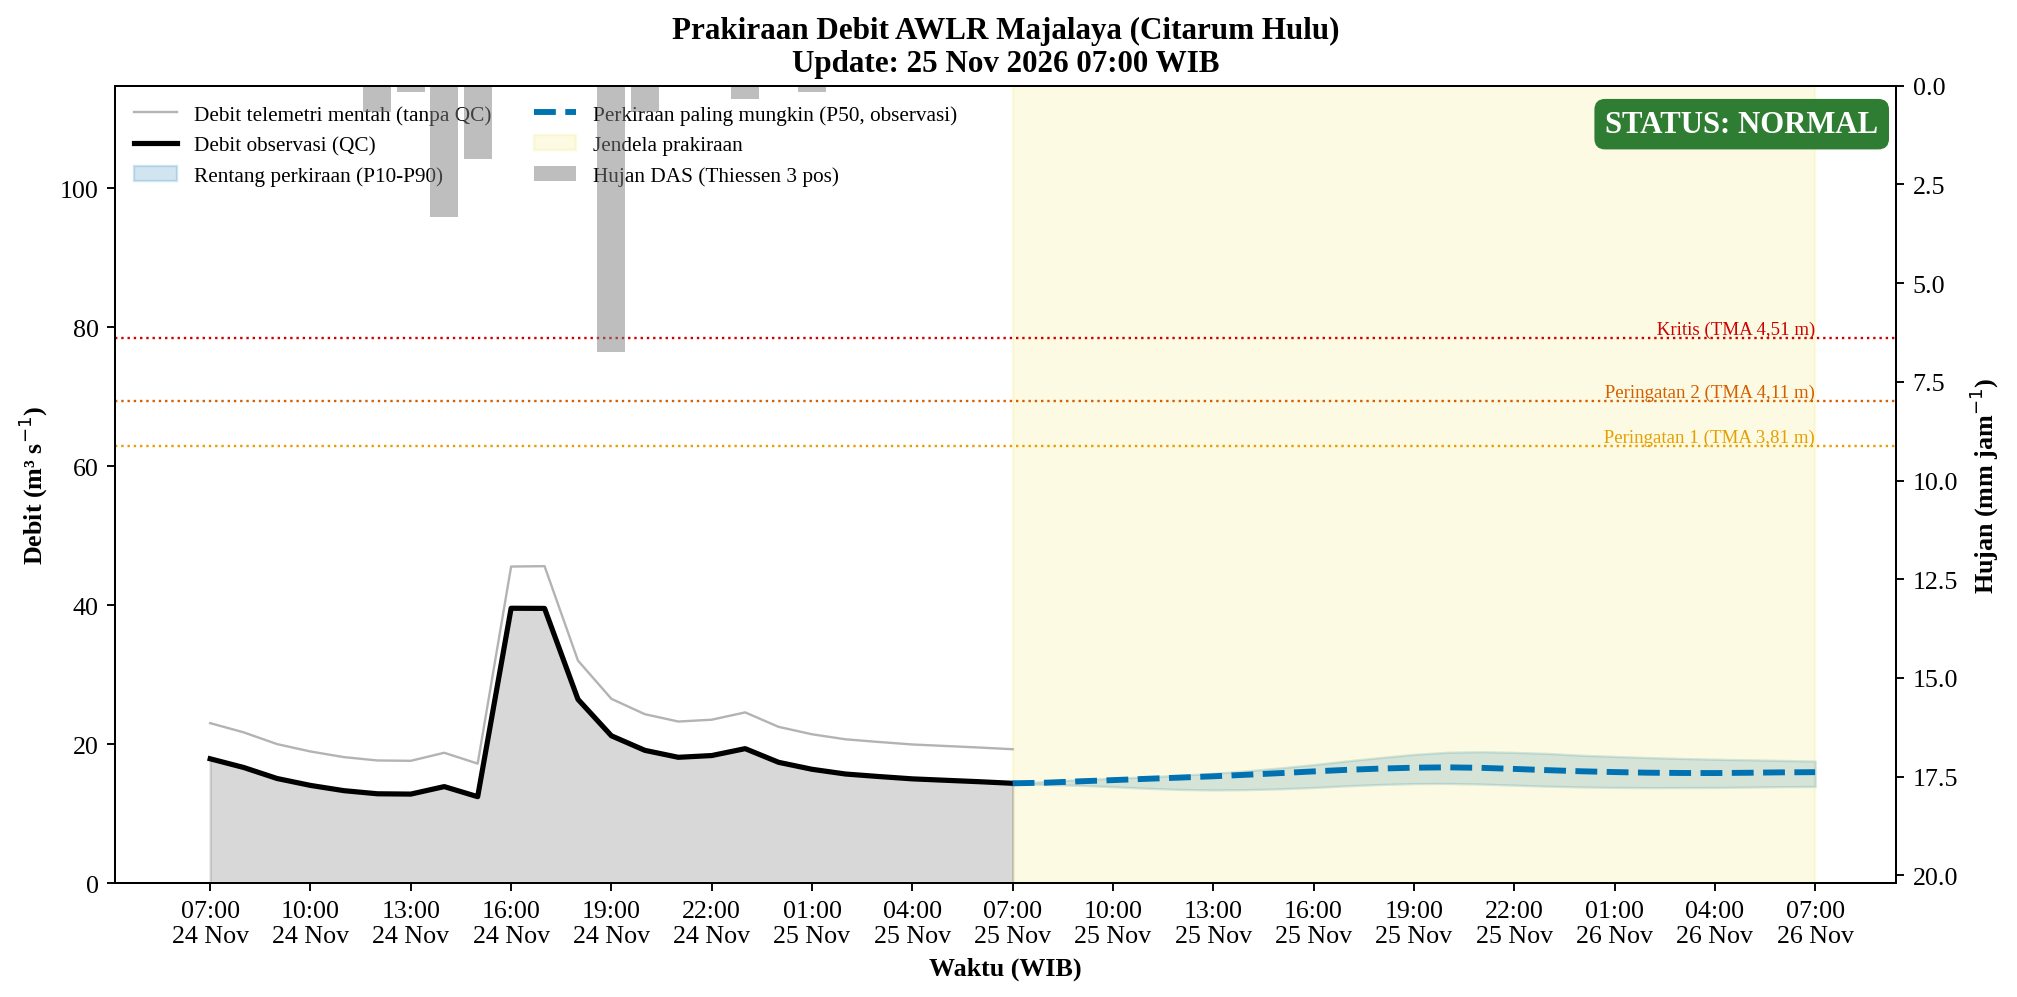 Prakiraan Debit AWLR Majalaya (Citarum Hulu)
Update: 25 Nov 2026 07:00 WIB
Debit telemetri mentah (tanpa QC)
Debit observasi (QC)
Rentang perkiraan (P10-P90)
Perkiraan paling mungkin (P50, observasi)
Jendela prakiraan
Hujan DAS (Thiessen 3 pos)
STATUS: NORMAL
Kritis (TMA 4,51 m)
Peringatan 2 (TMA 4,11 m)
Peringatan 1 (TMA 3,81 m)
Debit (m³ s⁻¹)
100
80
60
40
20
0
Hujan (mm jam⁻¹)
0.0
2.5
5.0
7.5
10.0
12.5
15.0
17.5
20.0
07:00 10:00 13:00 16:00 19:00 22:00 01:00 04:00 07:00 10:00 13:00 16:00 19:00 22:00 01:00 04:00 07:00
24 Nov 24 Nov 24 Nov 24 Nov 24 Nov 24 Nov 25 Nov 25 Nov 25 Nov 25 Nov 25 Nov 25 Nov 25 Nov 25 Nov 26 Nov 26 Nov 26 Nov
Waktu (WIB)